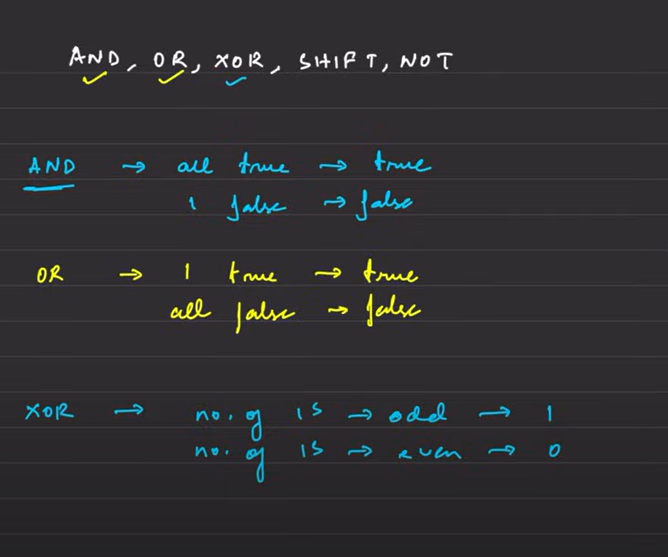 AND, OR, XOR, SHIFT, NOT
AND → all true → true
1 false → false
OR → 1 true → true
all false → false
XOR → no. of 1s → odd → 1
no. of 1s → even → 0